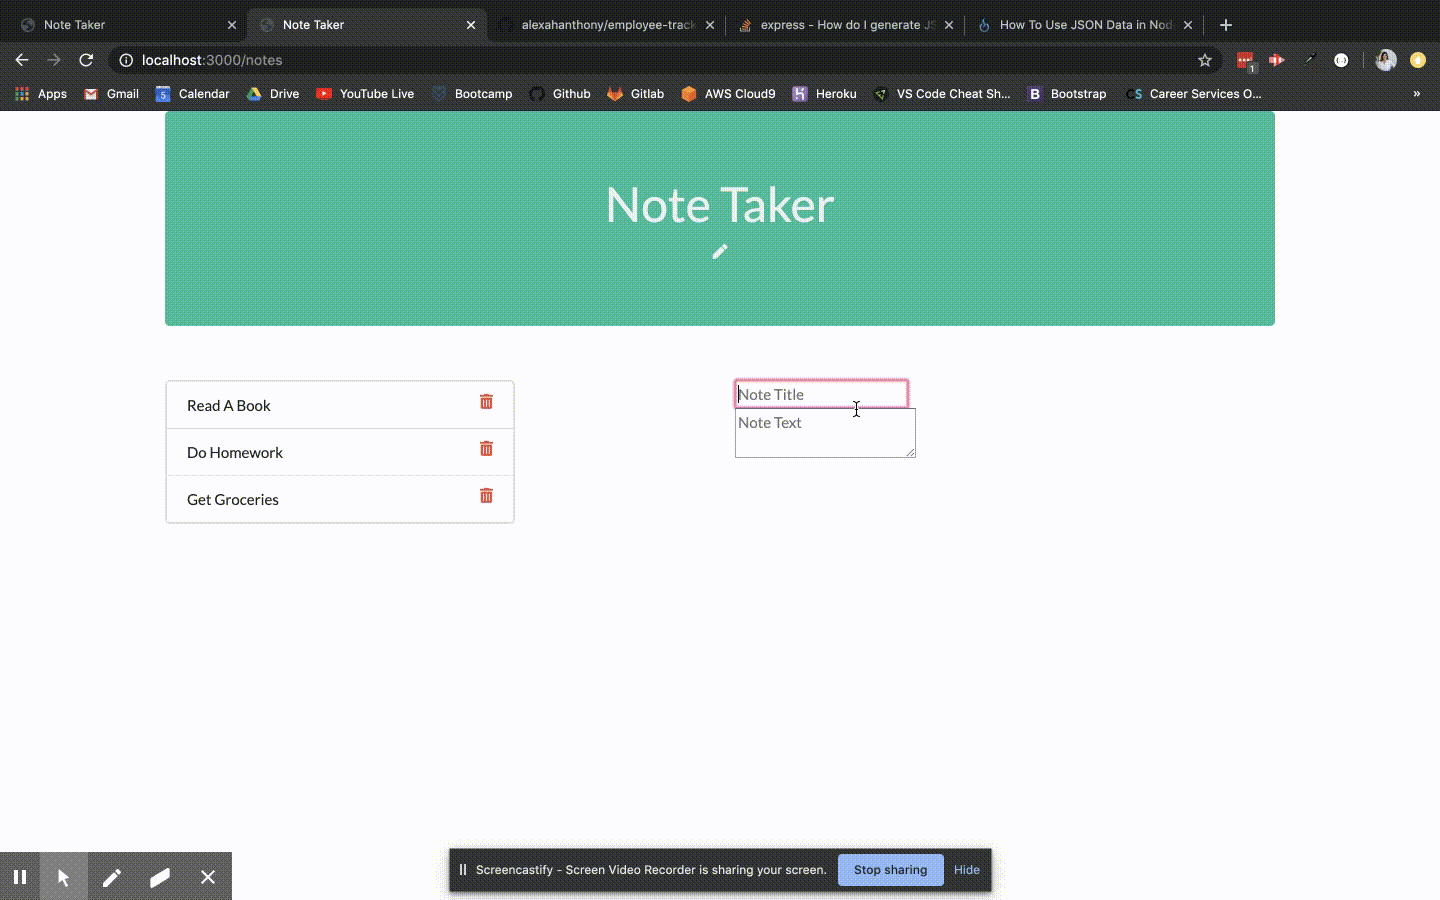 Note Taker
Note Taker
alexahanthony/employee-track
express - How do I generate JS
How To Use JSON Data in Nod
localhost:3000/notes
1
Apps
Gmail
5
Calendar
Drive
YouTube Live
Bootcamp
Github
Gitlab
AWS Cloud9
Heroku
VS Code Cheat Sh...
B
Bootstrap
CS
Career Services O...
»
Note Taker
Read A Book
Do Homework
Get Groceries
Note Title
Note Text
Screencastify - Screen Video Recorder is sharing your screen.
Stop sharing
Hide